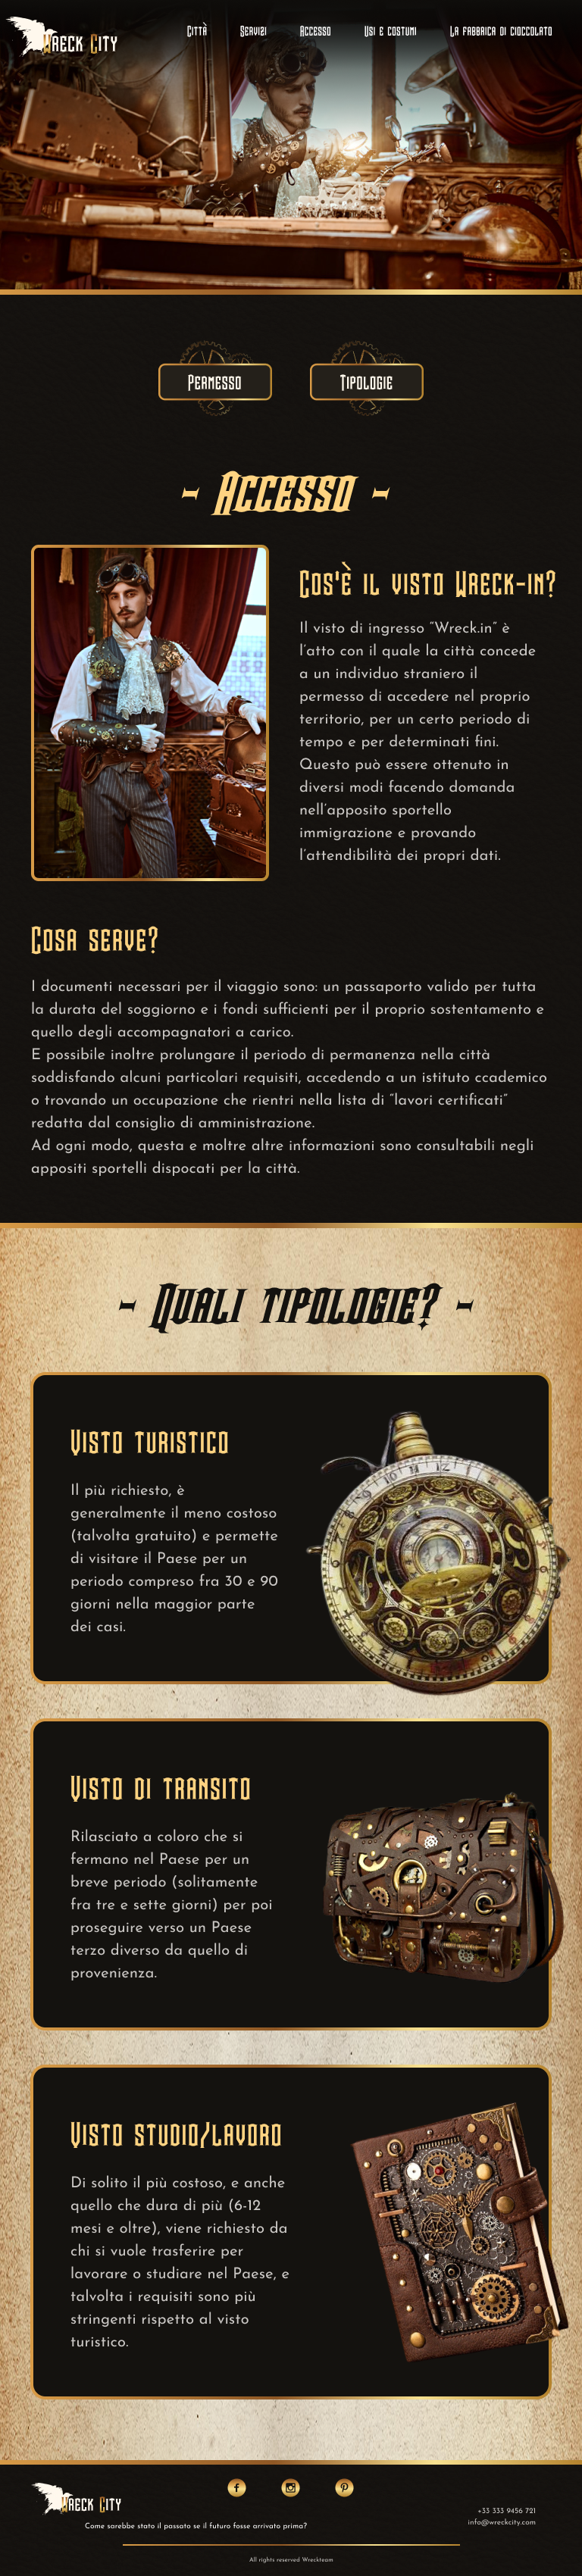 Wreck City
Città Servizi Accesso Usi e costumi La fabbrica di cioccolato
Permesso Tipologie
- Accesso -
Cos'è il visto Wreck-in?
Il visto di ingresso “Wreck.in” è
l’atto con il quale la città concede
a un individuo straniero il
permesso di accedere nel proprio
territorio, per un certo periodo di
tempo e per determinati fini.
Questo può essere ottenuto in
diversi modi facendo domanda
nell’apposito sportello
immigrazione e provando
l’attendibilità dei propri dati.
Cosa serve?
I documenti necessari per il viaggio sono: un passaporto valido per tutta
la durata del soggiorno e i fondi sufficienti per il proprio sostentamento e
quello degli accompagnatori a carico.
E possibile inoltre prolungare il periodo di permanenza nella città
soddisfando alcuni particolari requisiti, accedendo a un istituto ccademico
o trovando un occupazione che rientri nella lista di “lavori certificati”
redatta dal consiglio di amministrazione.
Ad ogni modo, questa e moltre altre informazioni sono consultabili negli
appositi sportelli dispocati per la città.
- Quali tipologie? -
Visto turistico
Il più richiesto, è
generalmente il meno costoso
(talvolta gratuito) e permette
di visitare il Paese per un
periodo compreso fra 30 e 90
giorni nella maggior parte
dei casi.
Visto di transito
Rilasciato a coloro che si
fermano nel Paese per un
breve periodo (solitamente
fra tre e sette giorni) per poi
proseguire verso un Paese
terzo diverso da quello di
provenienza.
Visto studio/lavoro
Di solito il più costoso, e anche
quello che dura di più (6-12
mesi e oltre), viene richiesto da
chi si vuole trasferire per
lavorare o studiare nel Paese, e
talvolta i requisiti sono più
stringenti rispetto al visto
turistico.
Wreck City
Come sarebbe stato il passato se il futuro fosse arrivato prima?
+33 333 9456 721
info@wreckcity.com
All rights reserved Wreckteam